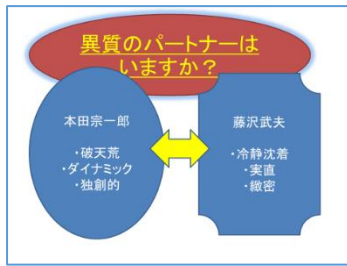 異質のパートナーは
いますか？
本田宗一郎
・破天荒
・ダイナミック
・独創的
藤沢武夫
・冷静沈着
・実直
・緻密